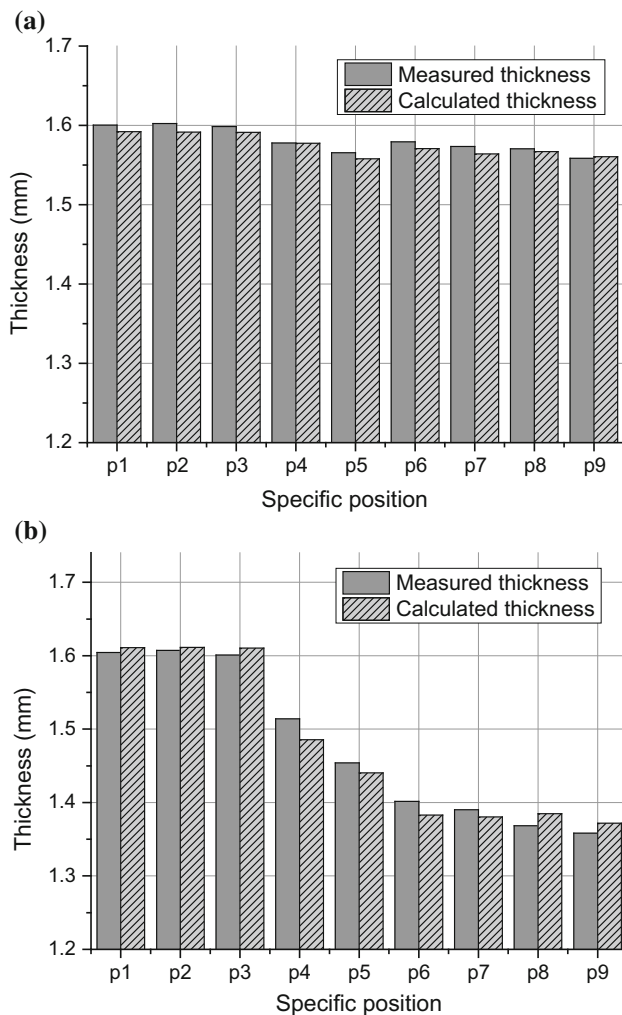 (a)
1.7
1.6
1.5
1.4
1.3
1.2
Thickness (mm)
Measured thickness
Calculated thickness
p1 p2 p3 p4 p5 p6 p7 p8 p9
Specific position
(b)
1.7
1.6
1.5
1.4
1.3
1.2
Thickness (mm)
Measured thickness
Calculated thickness
p1 p2 p3 p4 p5 p6 p7 p8 p9
Specific position